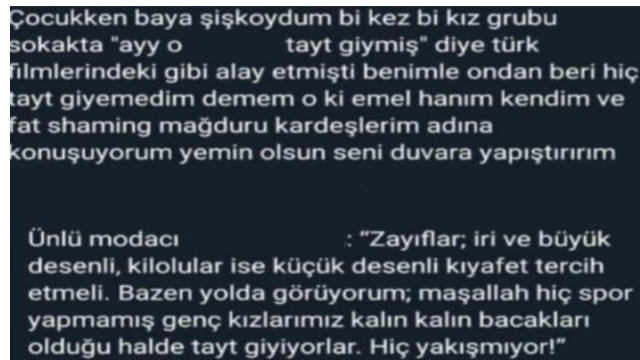 Çocukken baya şişkoydum bi kez bi kız grubu
sokakta "ayy o tayt giymiş" diye türk
filmlerindeki gibi alay etmişti benimle ondan beri hiç
tayt giyemedim demem o ki emel hanım kendim ve
fat shaming mağduru kardeşlerim adına
konuşuyorum yemin olsun seni duvara yapıştırırım
Ünlü modacı : “Zayıflar; iri ve büyük
desenli, kilolular ise küçük desenli kıyafet tercih
etmeli. Bazen yolda görüyorum; maşallah hiç spor
yapmamış genç kızlarımız kalın kalın bacakları
olduğu halde tayt giyiyorlar. Hiç yakışmıyor!”